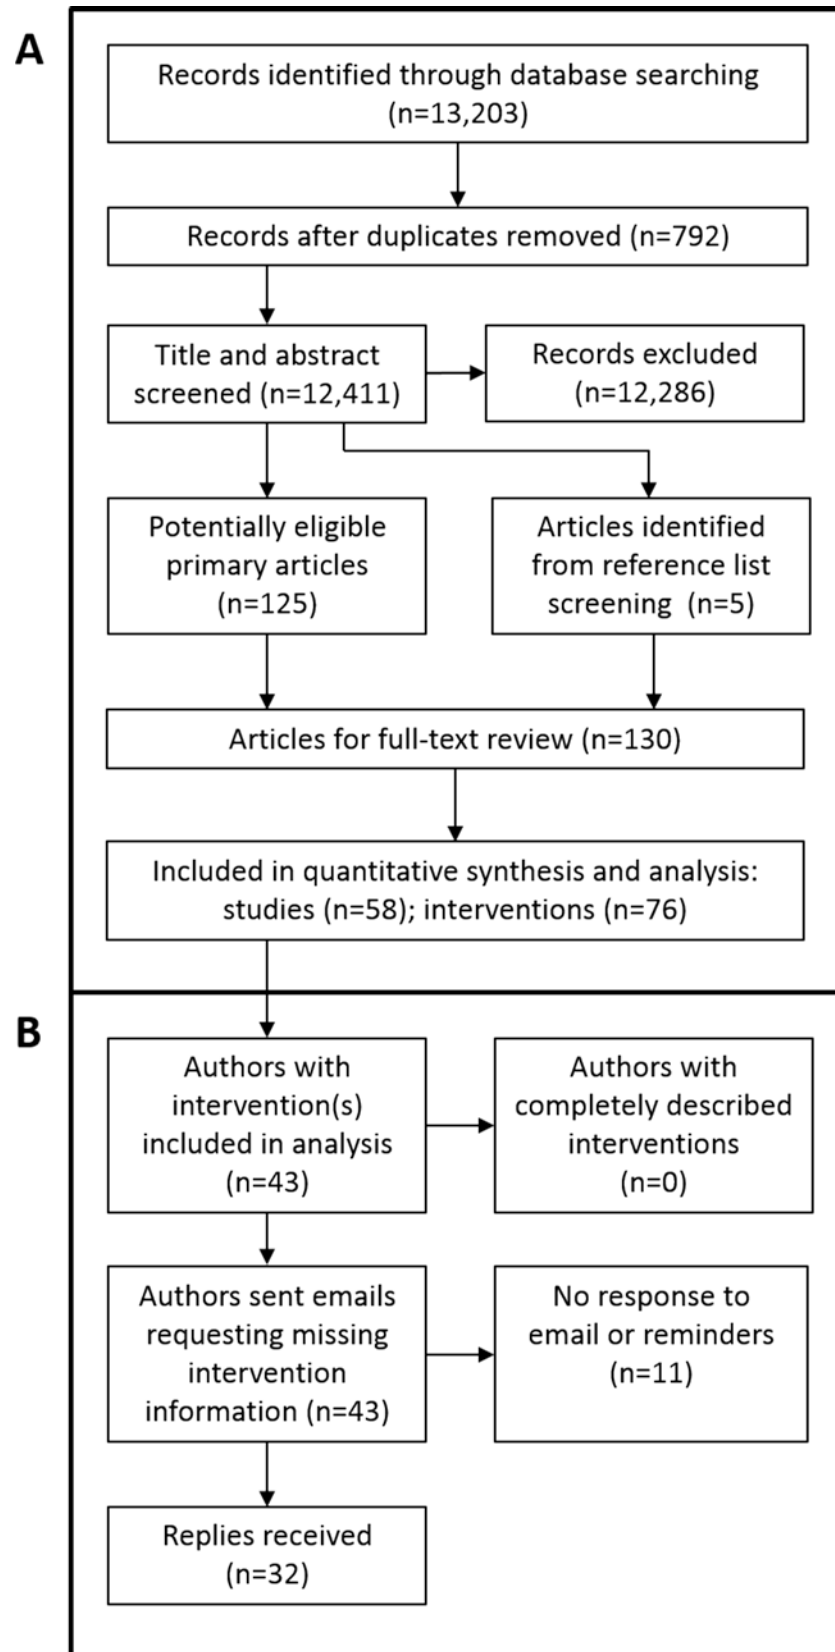 A
Records identified through database searching
(n=13,203)
Records after duplicates removed (n=792)
Title and abstract
screened (n=12,411)
Records excluded
(n=12,286)
Potentially eligible
primary articles
(n=125)
Articles identified
from reference list
screening (n=5)
Articles for full-text review (n=130)
Included in quantitative synthesis and analysis:
studies (n=58); interventions (n=76)
B
Authors with
intervention(s)
included in analysis
(n=43)
Authors with
completely described
interventions
(n=0)
Authors sent emails
requesting missing
intervention
information (n=43)
No response to
email or reminders
(n=11)
Replies received
(n=32)